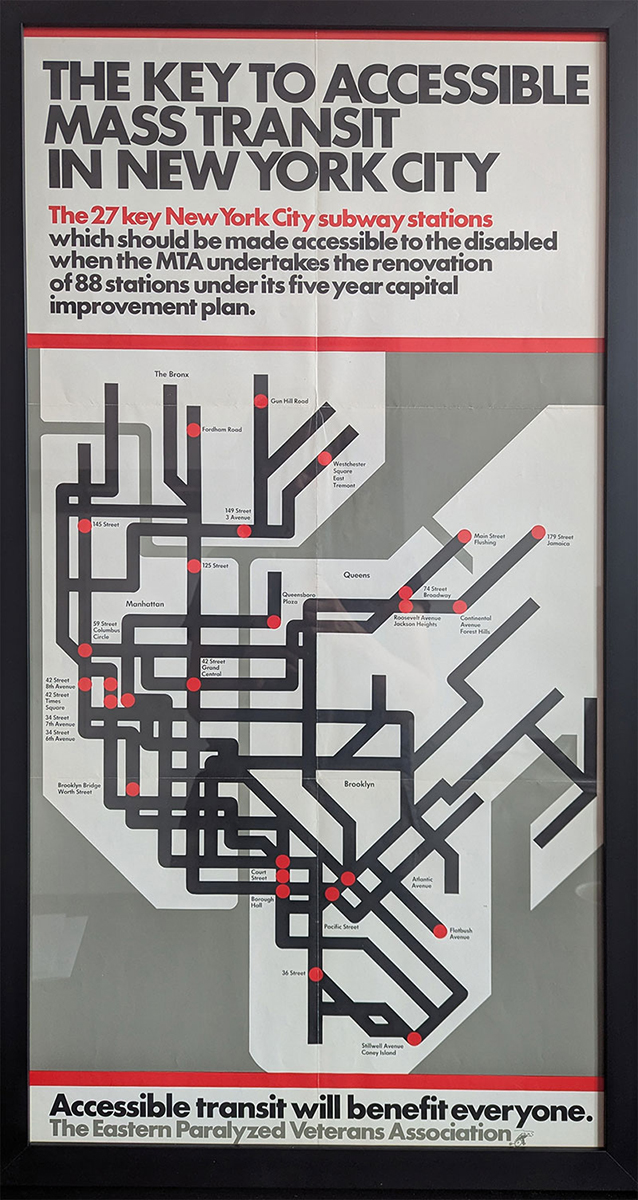 THE KEY TO ACCESSIBLE
MASS TRANSIT
IN NEW YORK CITY
The 27 key New York City subway stations
which should be made accessible to the disabled
when the MTA undertakes the renovation
of 88 stations under its five year capital
improvement plan.
The Bronx
Gun Hill Road
Fordham Road
Westchester
Square
East
Tremont
149 Street
3 Avenue
145 Street
Main Street
Flushing
179 Street
Jamaica
125 Street
Queens
Queensboro
Plaza
74 Street
Broadway
Manhattan
Roosevelt Avenue
Jackson Heights
Continental
Avenue
Forest Hills
59 Street
Columbus
Circle
42 Street
Grand
Central
42 Street
8th Avenue
42 Street
Times
Square
34 Street
7th Avenue
34 Street
6th Avenue
Brooklyn Bridge
Worth Street
Brooklyn
Court
Street
Borough
Hall
Atlantic
Avenue
Pacific Street
Flatbush
Avenue
36 Street
Stillwell Avenue
Coney Island
Accessible transit will benefit everyone.
The Eastern Paralyzed Veterans Association